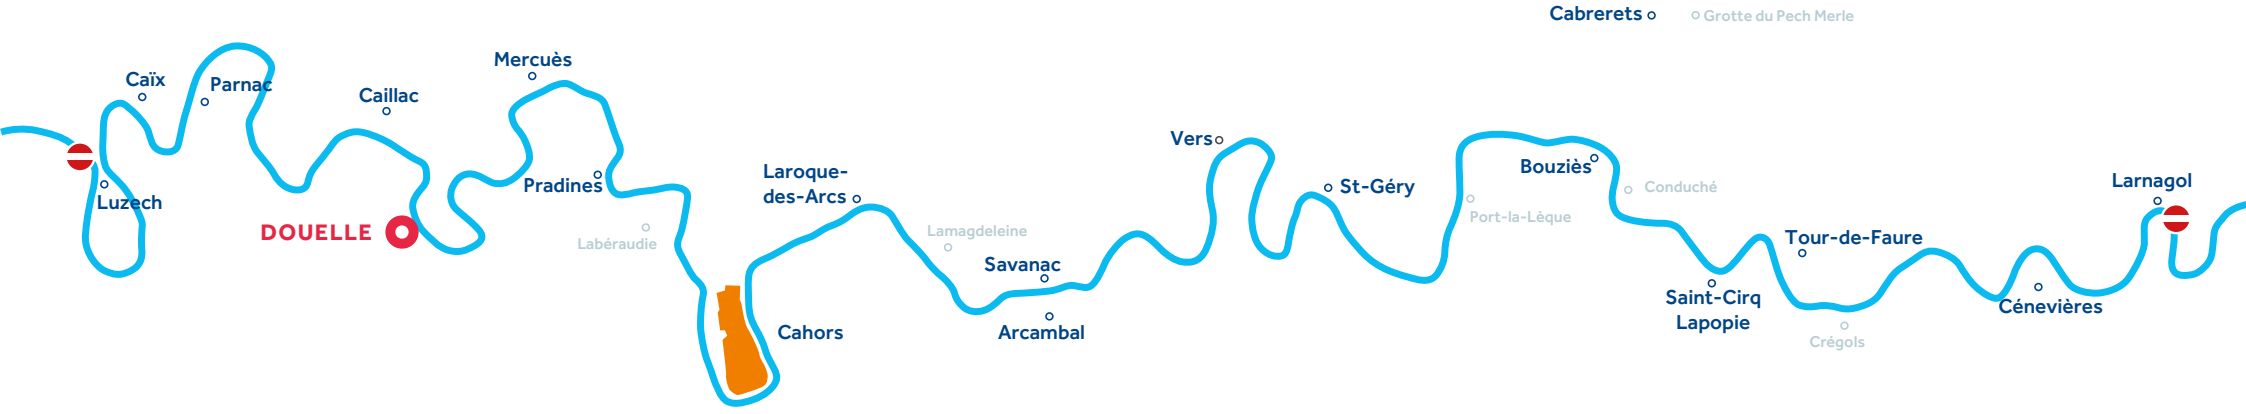 Cabrerets
Grotte du Pech Merle
Mercuès
Caïx
Parnac
Caillac
Vers
Bouziès
Laroque-
des-Arcs
Pradines
St-Géry
Conduché
Larnagol
Luzech
Port-la-Lèque
DOUELLE
Labéraudie
Lamagdeleine
Tour-de-Faure
Savanac
Saint-Cirq
Lapopie
Cénevières
Cahors
Arcambal
Crégols